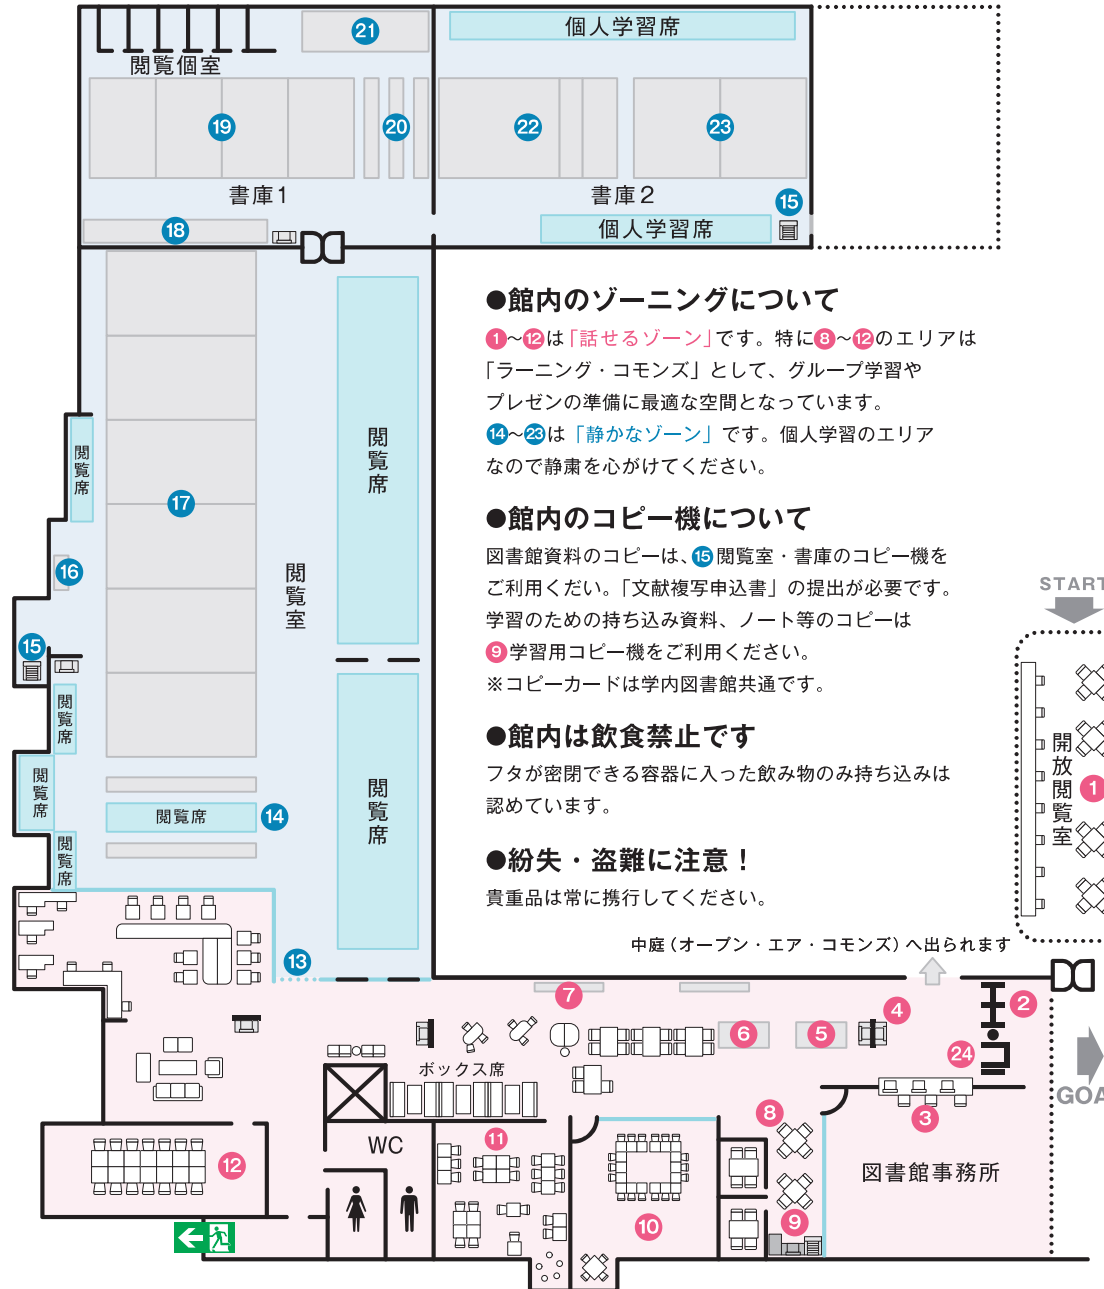 21
個人学習席
閲覧個室
19
20
22
23
書庫1
書庫2
15
18
個人学習席
●館内のゾーニングについて
1~12は「話せるゾーン」です。特に8~12のエリアは
「ラーニング・コモンズ」として、グループ学習や
プレゼンの準備に最適な空間となっています。
14~23は「静かなゾーン」です。個人学習のエリア
なので静粛を心がけてください。
●館内のコピー機について
図書館資料のコピーは、15閲覧室・書庫のコピー機を
ご利用くだい。「文献複写申込書」の提出が必要です。
学習のための持ち込み資料、ノート等のコピーは
9学習用コピー機をご利用ください。
※コピーカードは学内図書館共通です。
●館内は飲食禁止です
フタが密閉できる容器に入った飲み物のみ持ち込みは
認めています。
●紛失・盗難に注意！
貴重品は常に携行してください。
閲覧席
閲覧席
17
16
閲覧室
15
閲覧席
閲覧席
閲覧席
14
閲覧席
閲覧席
13
START
開放閲覧室
1
中庭（オープン・エア・コモンズ）へ出られます
7
6
5
4
2
24
GOA
3
ボックス席
8
WC
11
12
10
9
図書館事務所